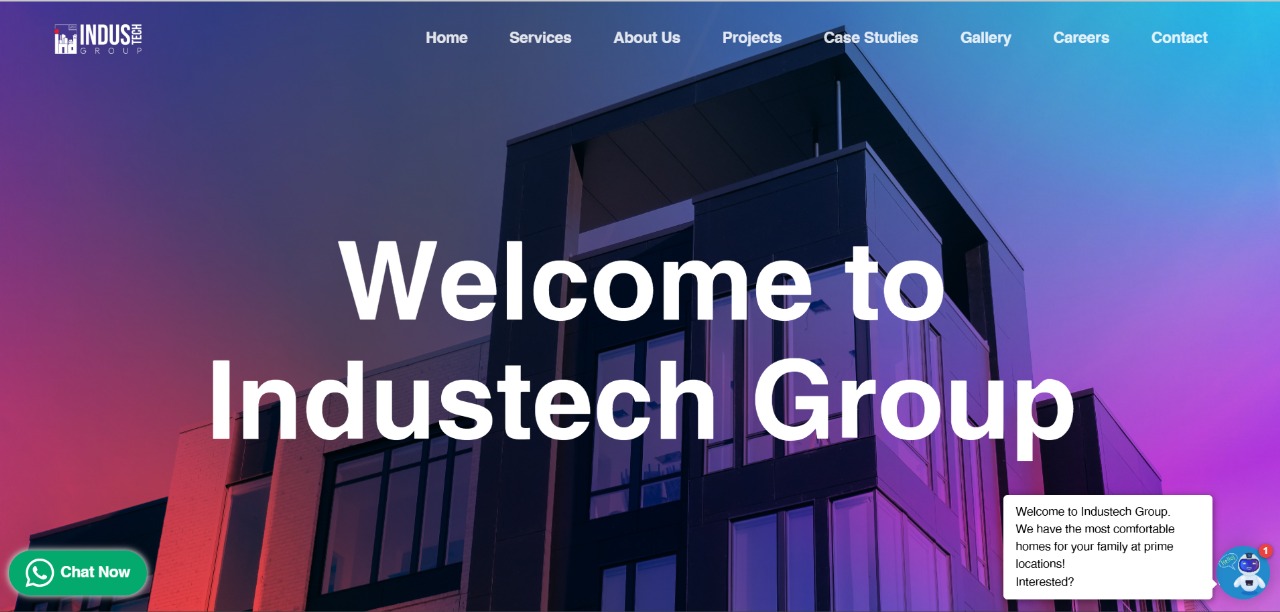 INDUS TECH
GROUP
Home Services About Us Projects Case Studies Gallery Careers Contact
Welcome to
Industech Group
Welcome to Industech Group.
We have the most comfortable
homes for your family at prime
locations!
Interested?
Chat Now
1